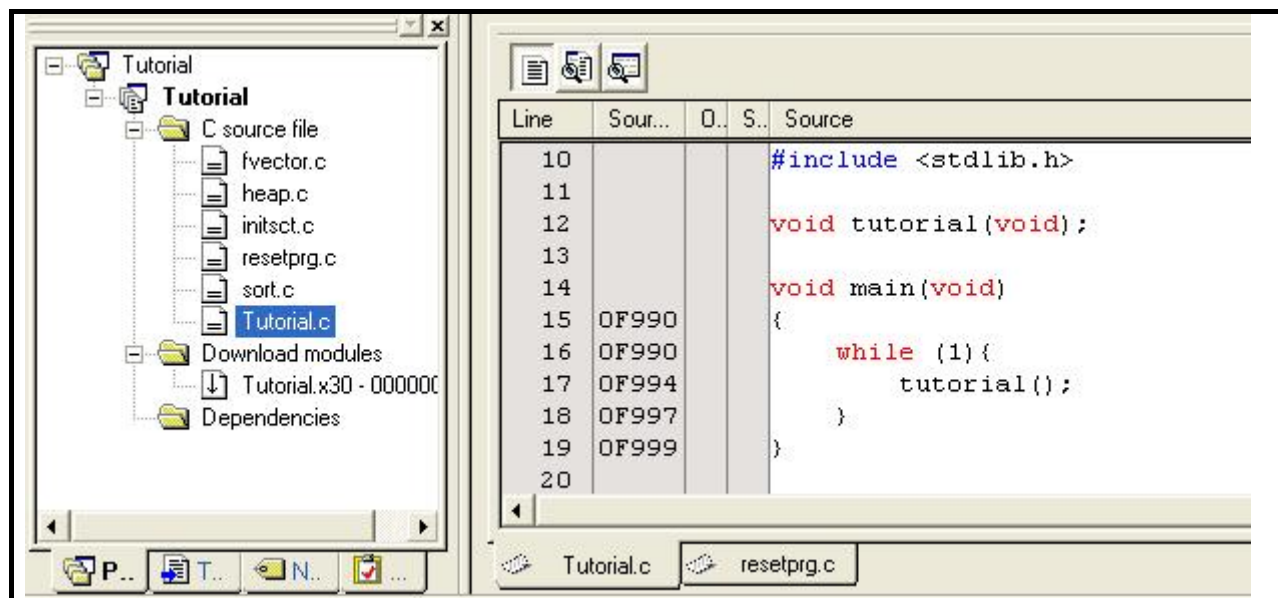 Tutorial
Tutorial
C source file
fvector.c
heap.c
initsct.c
resetprg.c
sort.c
Tutorial.c
Download modules
Tutorial.x30 - 000000
Dependencies
P.. T.. N.. ...
Line Sour... O.. S.. Source
10 #include <stdlib.h>
11
12 void tutorial(void);
13
14 void main(void)
15 0F990 {
16 0F990 while (1){
17 0F994 tutorial();
18 0F997 }
19 0F999 }
20
Tutorial.c resetprg.c